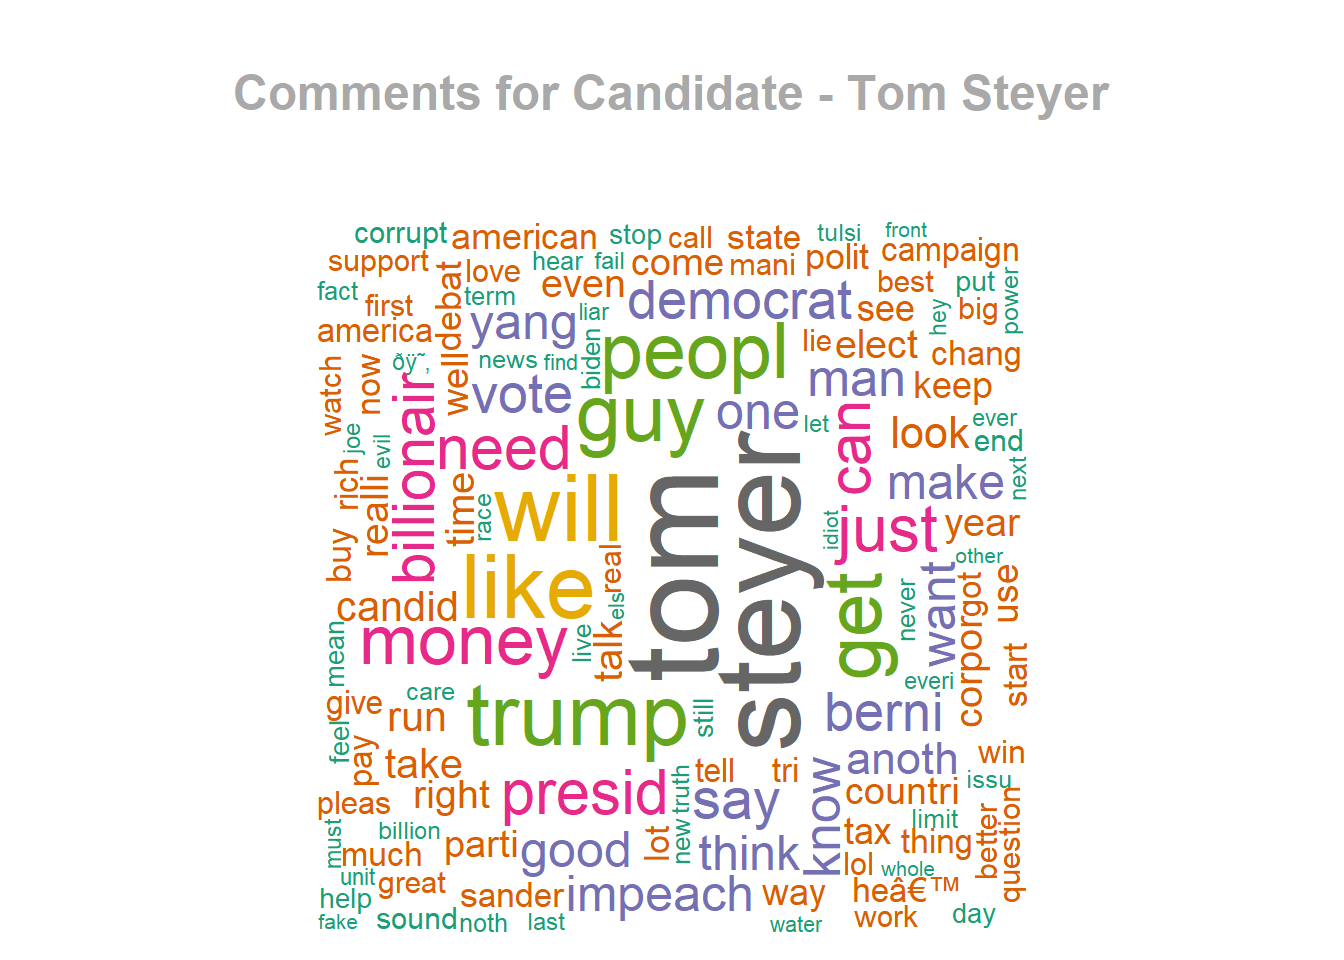 Comments for Candidate - Tom Steyer
corrupt american stop call state tulsi front
support love hear fail come mani polit campaign
fact first term even democrat see best put hey big power
america debat yang liar peopl lie elect chang
ðŸ˜‚ news find biden man keep
watch now well vote guy one let look ever end
joe evil billionair need can next
rich realli time race will make
buy idiot just year other
candid like real els tom steyer get never want corporgot use
mean money live talk everi start
give care run trump still berni
feel pay take tell tri know anoth win
pleas right presid truth say countri issu
must billion parti good lot new think tax limit thing better question
much lol whole
unit great sander impeach way heâ€™ work day
help sound noth last water
fake